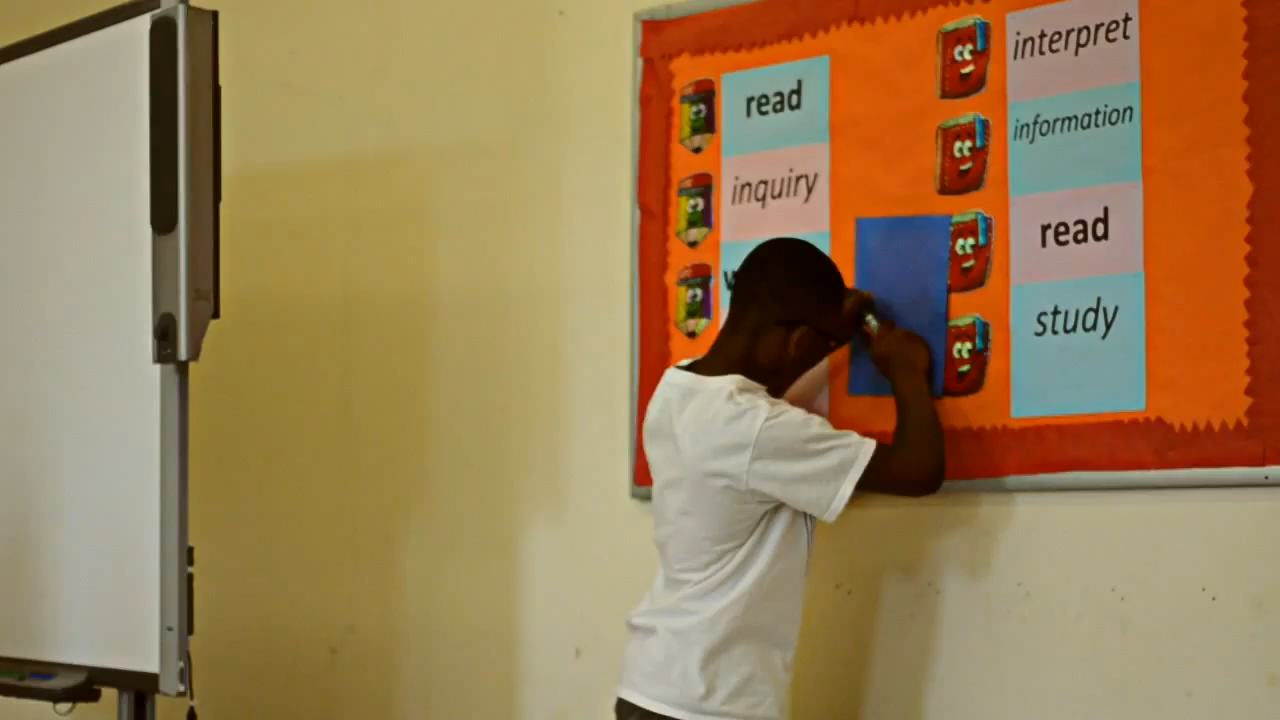 read
inquiry
interpret
information
read
study